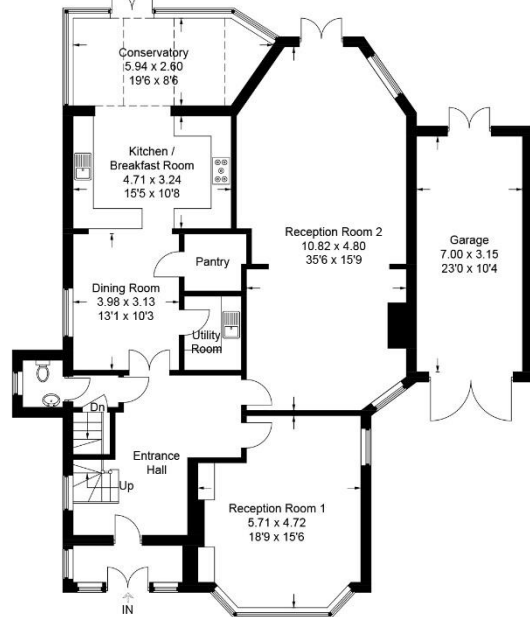 Conservatory
5.94 x 2.60
19'6 x 8'6
Kitchen /
Breakfast Room
4.71 x 3.24
15'5 x 10'8
Reception Room 2
10.82 x 4.80
35'6 x 15'9
Garage
7.00 x 3.15
23'0 x 10'4
Pantry
Dining Room
3.98 x 3.13
13'1 x 10'3
Utility
Room
Dn
Entrance
Hall
Up
Reception Room 1
5.71 x 4.72
18'9 x 15'6
IN